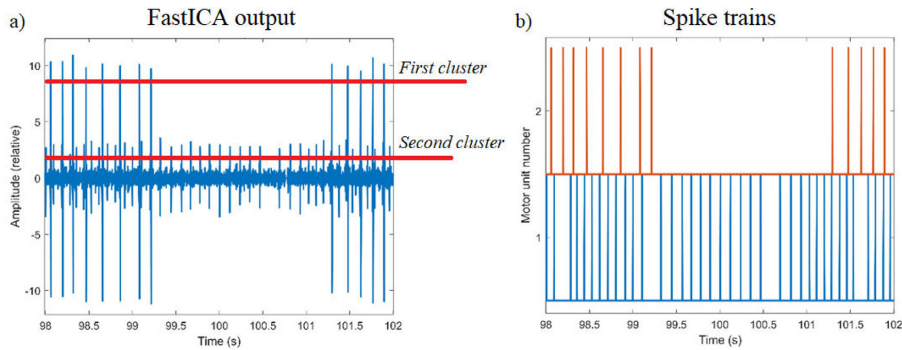 a)
FastICA output
10
5
0
-5
-10
Amplitude (relative)
First cluster
Second cluster
98 98.5 99 99.5 100 100.5 101 101.5 102
Time (s)
b)
Spike trains
2
1
Motor unit number
98 98.5 99 99.5 100 100.5 101 101.5 102
Time (s)